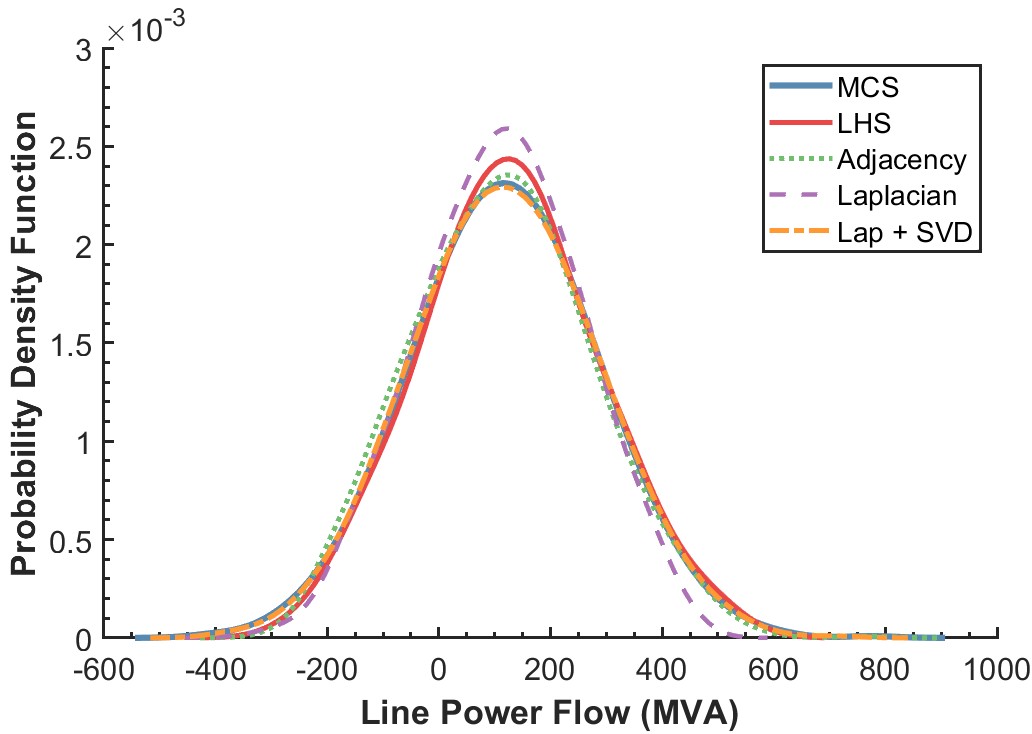 ×10-3
3
2.5
2
1.5
1
0.5
0
-600 -400 -200 0 200 400 600 800 1000
Line Power Flow (MVA)
Probability Density Function
MCS
LHS
Adjacency
Laplacian
Lap + SVD